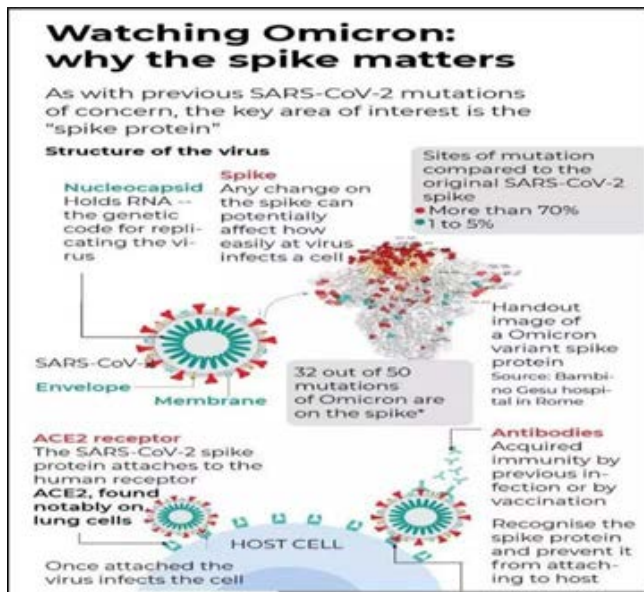 Watching Omicron:
why the spike matters
As with previous SARS-CoV-2 mutations
of concern, the key area of interest is the
"spike protein"
Structure of the virus
Nucleocapsid
Holds RNA --
the genetic
code for repli-
cating the vi-
rus
Spike
Any change on
the spike can
potentially
affect how
easily at virus
infects a cell
Sites of mutation
compared to the
original SARS-CoV-2
spike
More than 70%
1 to 5%
SARS-CoV-
Envelope
Membrane
32 out of 50
mutations
of Omicron are
on the spike*
Handout
image of
a Omicron
variant spike
protein
Source: Bambi-
no Gesu hospi-
tal in Rome
ACE2 receptor
The SARS-CoV-2 spike
protein attaches to the
human receptor
ACE2, found
notably on
lung cells
Once attached the
virus infects the cell
HOST CELL
Antibodies
Acquired
immunity by
previous in-
fection or by
vaccination
Recognise the
spike protein
and prevent it
from attach-
ing to host